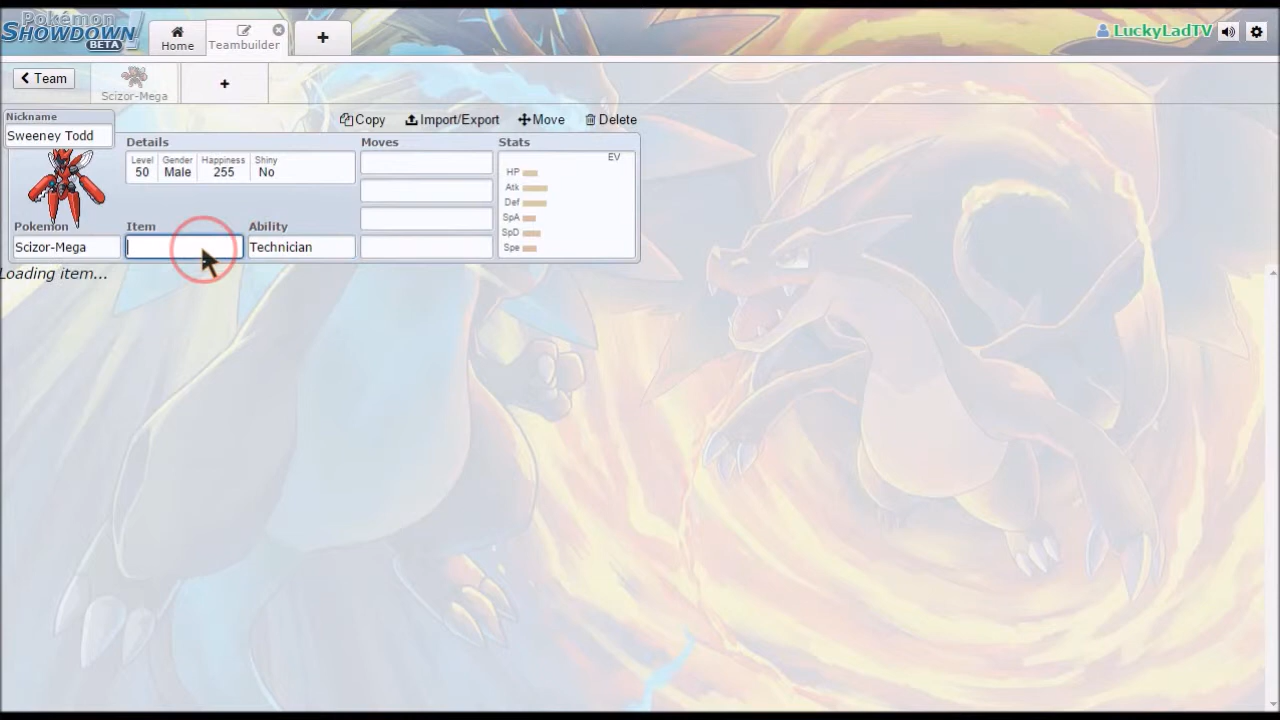 Pokémon
SHOWDOWN!
BETA
Home
Teambuilder
+
LuckyLadTV
Team
Scizor-Mega
+
Nickname
Sweeney Todd
Copy
Import/Export
Move
Delete
Details
Level
Gender
Happiness
Shiny
50
Male
255
No
Moves
Stats
EV
HP
Atk
Def
SpA
SpD
Spe
Pokemon
Item
Ability
Scizor-Mega
Technician
Loading item...